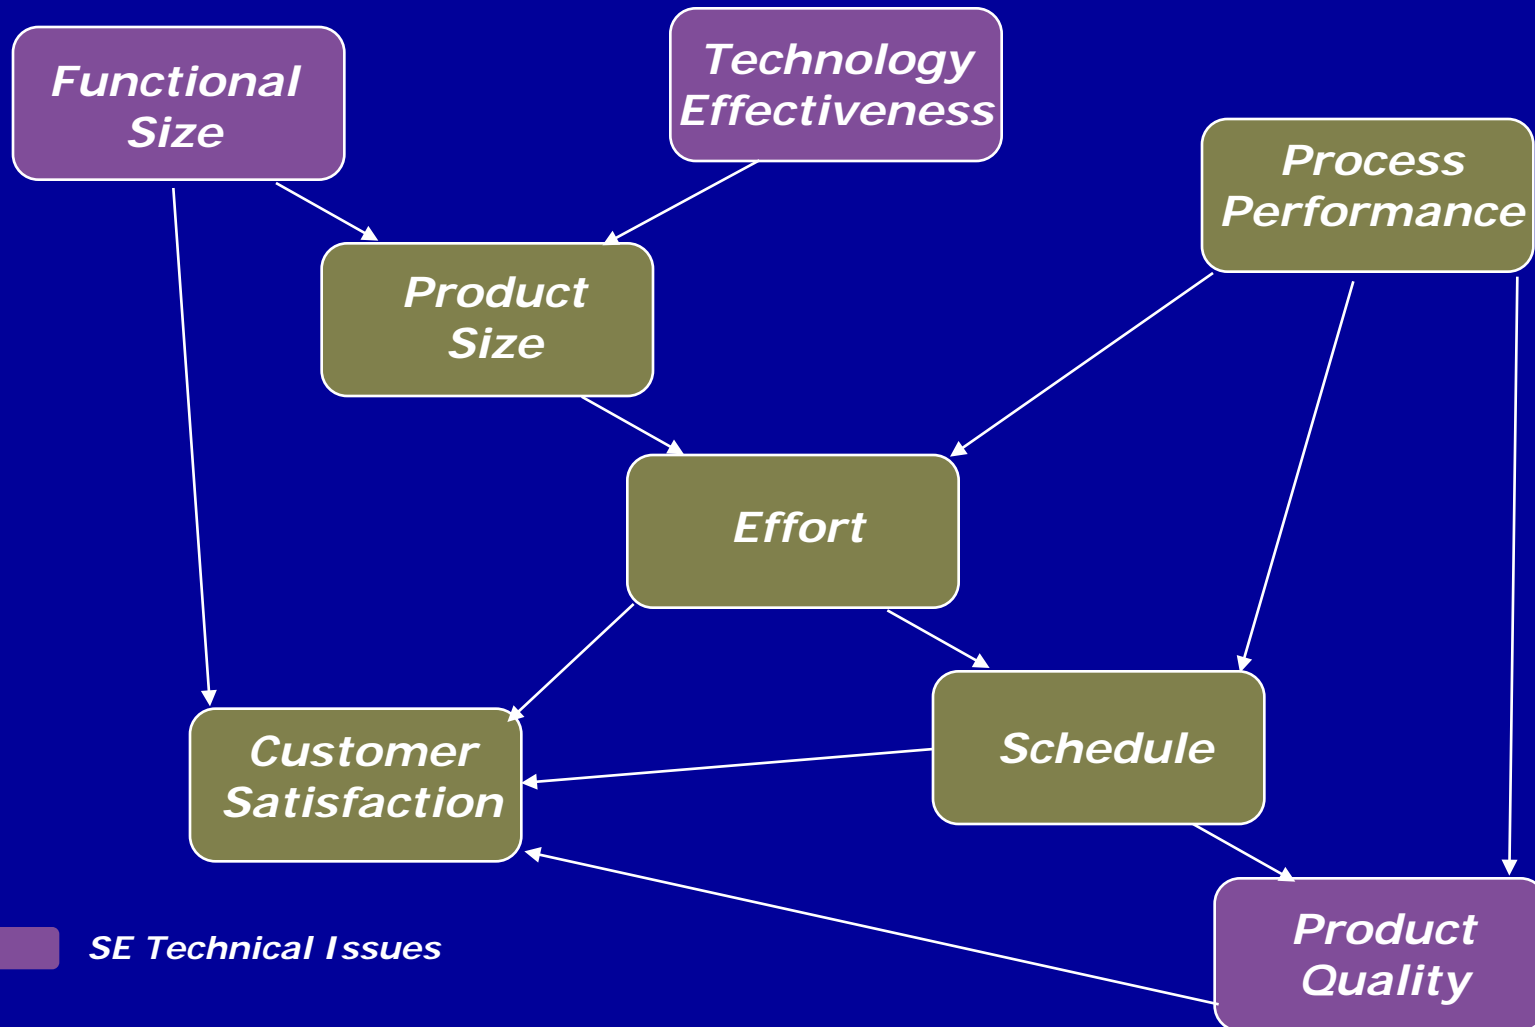 Functional
Size
Technology
Effectiveness
Process
Performance
Product
Size
Effort
Customer
Satisfaction
Schedule
Product
Quality
SE Technical Issues